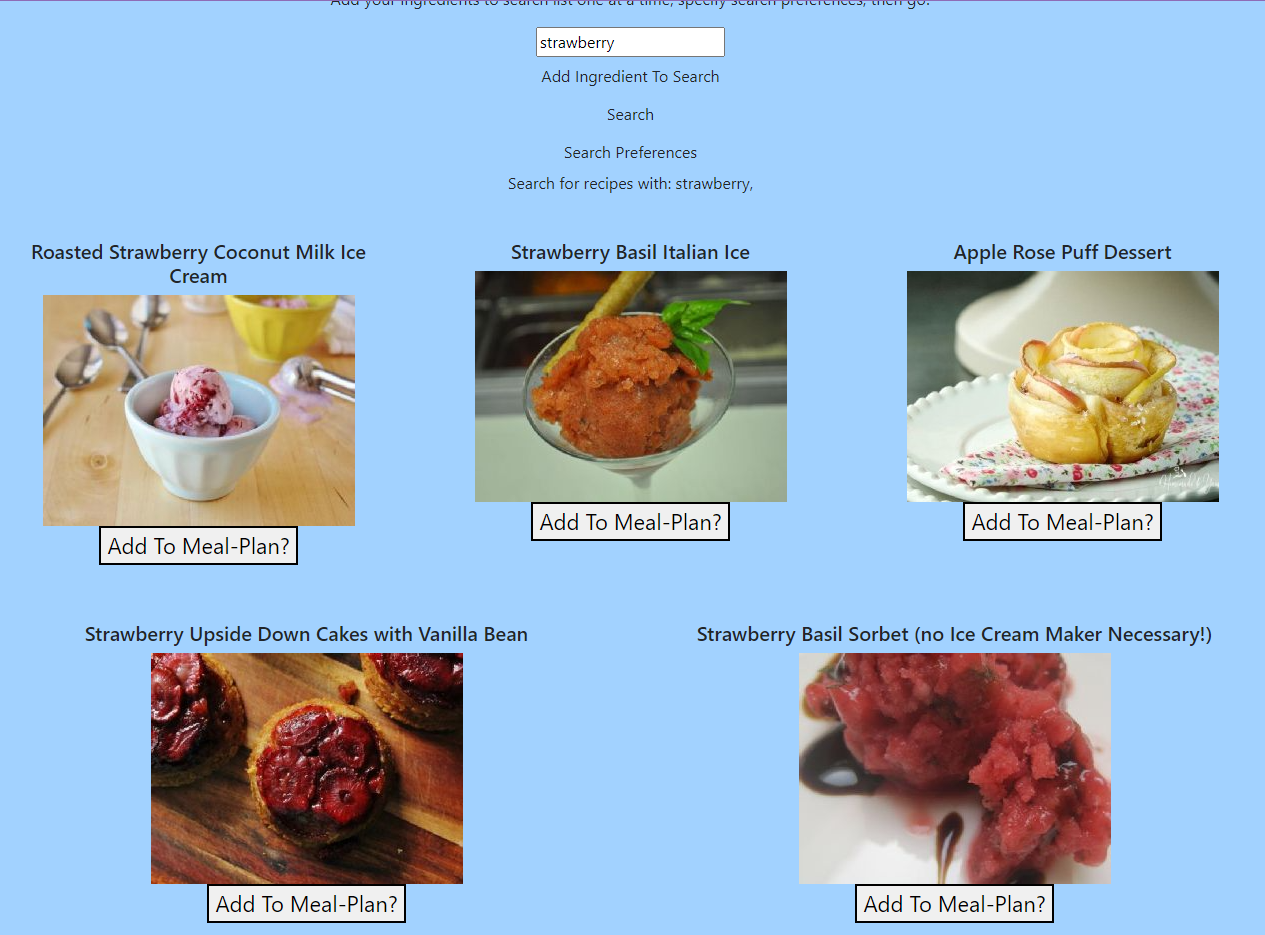 Add your ingredients to search list one at a time, specify search preferences, then go!
strawberry
Add Ingredient To Search
Search
Search Preferences
Search for recipes with: strawberry,
Roasted Strawberry Coconut Milk Ice
Cream
Strawberry Basil Italian Ice
Apple Rose Puff Dessert
Add To Meal-Plan?
Add To Meal-Plan?
Add To Meal-Plan?
Strawberry Upside Down Cakes with Vanilla Bean
Strawberry Basil Sorbet (no Ice Cream Maker Necessary!)
Add To Meal-Plan?
Add To Meal-Plan?